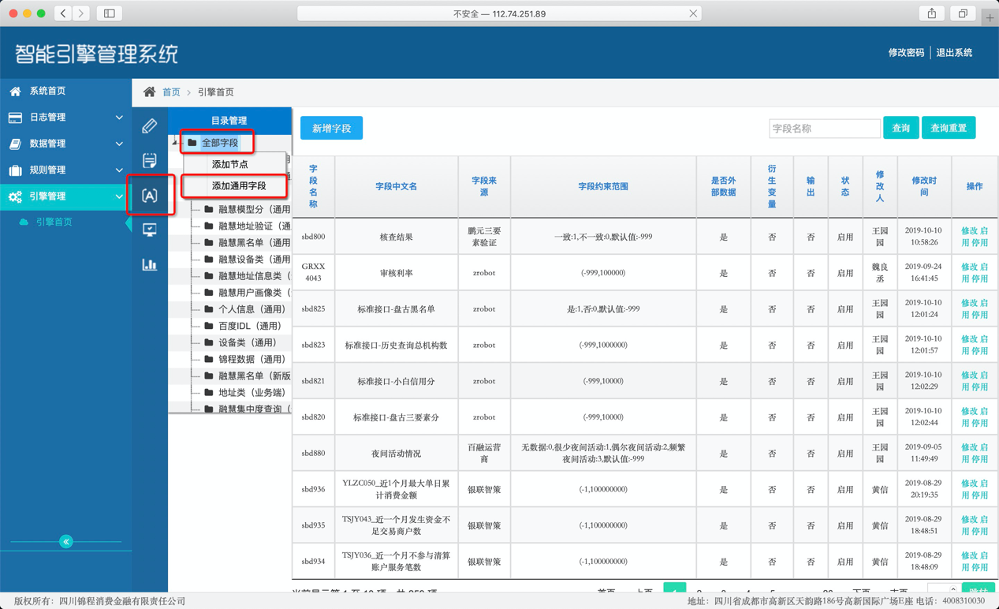 不安全 — 112.74.251.89
智能引擎管理系统
修改密码 退出系统
系统首页
日志管理
数据管理
规则管理
引擎管理
引擎首页
首页 > 引擎首页
目录管理
全部字段
添加节点
添加通用字段
融慧模型分（通用
融慧地址验证（通
融慧黑名单（通用
融慧设备类（通用
融慧地址信息类（
融慧用户画像类（
个人信息（通用）
百度IDL（通用）
设备类（通用）
锦程数据（通用）
融慧黑名单（新版
地址类（业务端）
融慧集中度查询（
新增字段
字段名称 查询 查询重置
字段名称 字段中文名 字段来源 字段约束范围 是否外部数据 衍生变量 输出 状态 修改人 修改时间 操作
sbd800 核查结果 鹏元三要素验证 一致:1,不一致:0,默认值:-999 是 否 否 启用 王园园 2019-10-10 10:58:26 修改 启用 停用
GRXX4043 审核利率 zrobot (-999,100000) 是 否 否 启用 魏良丞 2019-09-24 16:41:45 修改 启用 停用
sbd825 标准接口-盘古黑名单 zrobot 是:1,否:0,默认值:-999 是 否 否 启用 王园园 2019-10-10 12:01:24 修改 启用 停用
sbd823 标准接口-历史查询总机构数 zrobot (-999,1000000) 是 否 否 启用 王园园 2019-10-10 12:01:57 修改 启用 停用
sbd821 标准接口-小白信用分 zrobot (-999,10000) 是 否 否 启用 王园园 2019-10-10 12:02:29 修改 启用 停用
sbd820 标准接口-盘古三要素分 zrobot (-999,10000) 是 否 否 启用 王园园 2019-10-10 12:02:44 修改 启用 停用
sbd880 夜间活动情况 百融运营商 无数据:0,很少夜间活动:1,偶尔夜间活动:2,频繁夜间活动:3,默认值:-999 是 否 否 启用 王园园 2019-09-05 11:49:49 修改 启用 停用
sbd936 YLZC050_近1个月最大单日累计消费金额 银联智策 (-1,100000000) 是 否 否 启用 黄信 2019-08-29 20:19:35 修改 启用 停用
sbd935 TSJY043_近一个月发生资金不足交易商户数 银联智策 (-1,100000000) 是 否 否 启用 黄信 2019-08-29 18:48:51 修改 启用 停用
sbd934 TSJY036_近一个月不参与清算账户服务笔数 银联智策 (-1,100000000) 是 否 否 启用 黄信 2019-08-29 18:48:09 修改 启用 停用
版权所有：四川锦程消费金融有限责任公司
地址：四川省成都市高新区天韵路186号高新国际广场E座 电话：4008310030